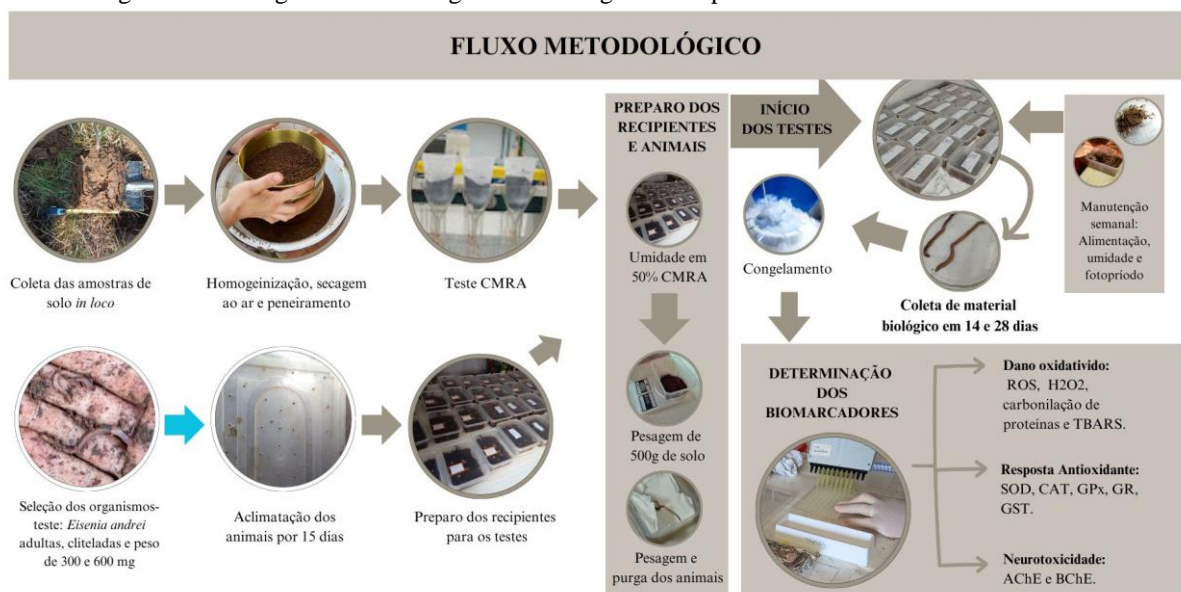 FLUXO METODOLÓGICO
Coleta das amostras de
solo in loco
Homogeinização, secagem
ao ar e peneiramento
Teste CMRA
Seleção dos organismos-
teste: Eisenia andrei
adultas, cliteladas e peso
de 300 e 600 mg
Aclimatação dos
animais por 15 dias
Preparo dos recipientes
para os testes
PREPARO DOS
RECIPIENTES
E ANIMAIS
Umidade em
50% CMRA
Pesagem de
500g de solo
Pesagem e
purga dos animais
INÍCIO
DOS TESTES
Manutenção
semanal:
Alimentação,
umidade e
fotopríodo
Coleta de material
biológico em 14 e 28 dias
Congelamento
DETERMINAÇÃO
DOS
BIOMARCADORES
Dano oxidativido:
ROS, H2O2,
carbonilação de
proteínas e TBARS.
Resposta Antioxidante:
SOD, CAT, GPx, GR,
GST.
Neurotoxicidade:
AChE e BChE.